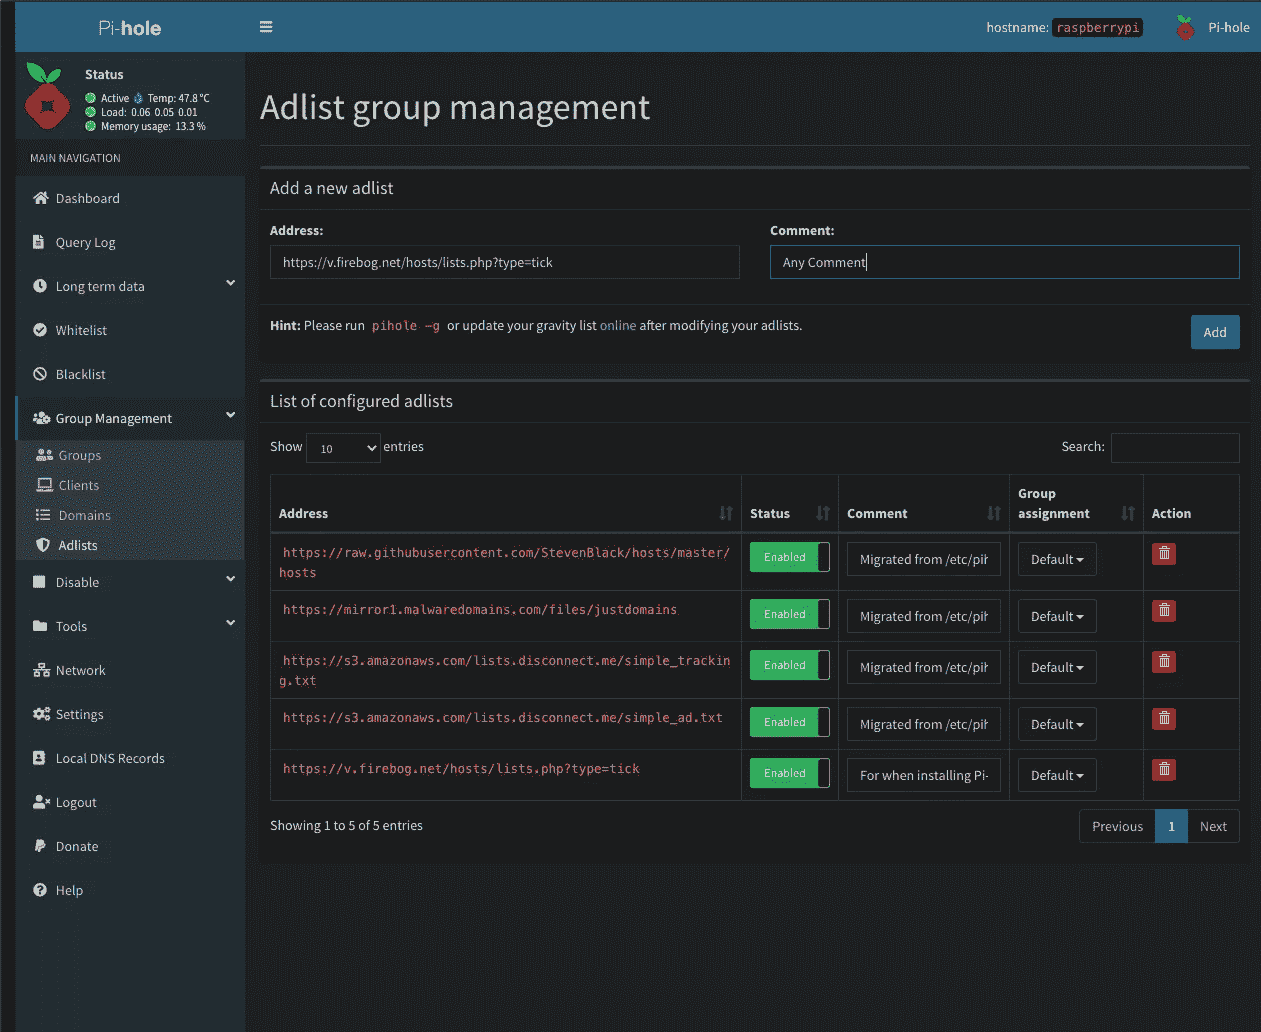 Pi-hole
hostname: raspberrypi
Pi-hole
Status
Active Temp: 47.8 °C
Load: 0.06 0.05 0.01
Memory usage: 13.3 %
MAIN NAVIGATION
Dashboard
Query Log
Long term data
Whitelist
Blacklist
Group Management
Groups
Clients
Domains
Adlists
Disable
Tools
Network
Settings
Local DNS Records
Logout
Donate
Help
Adlist group management
Add a new adlist
Address:
Comment:
https://v.firebog.net/hosts/lists.php?type=tick
Any Comment
Hint: Please run pihole -g or update your gravity list online after modifying your adlists.
Add
List of configured adlists
Show 10 entries
Search:
Address
Status
Comment
Group
assignment
Action
https://raw.githubusercontent.com/StevenBlack/hosts/master/
hosts
Enabled
Migrated from /etc/pih
Default
https://mirror1.malwaredomains.com/files/justdomains
Enabled
Migrated from /etc/pih
Default
https://s3.amazonaws.com/lists.disconnect.me/simple_trackin
g.txt
Enabled
Migrated from /etc/pih
Default
https://s3.amazonaws.com/lists.disconnect.me/simple_ad.txt
Enabled
Migrated from /etc/pih
Default
https://v.firebog.net/hosts/lists.php?type=tick
Enabled
For when installing Pi-
Default
Showing 1 to 5 of 5 entries
Previous 1 Next